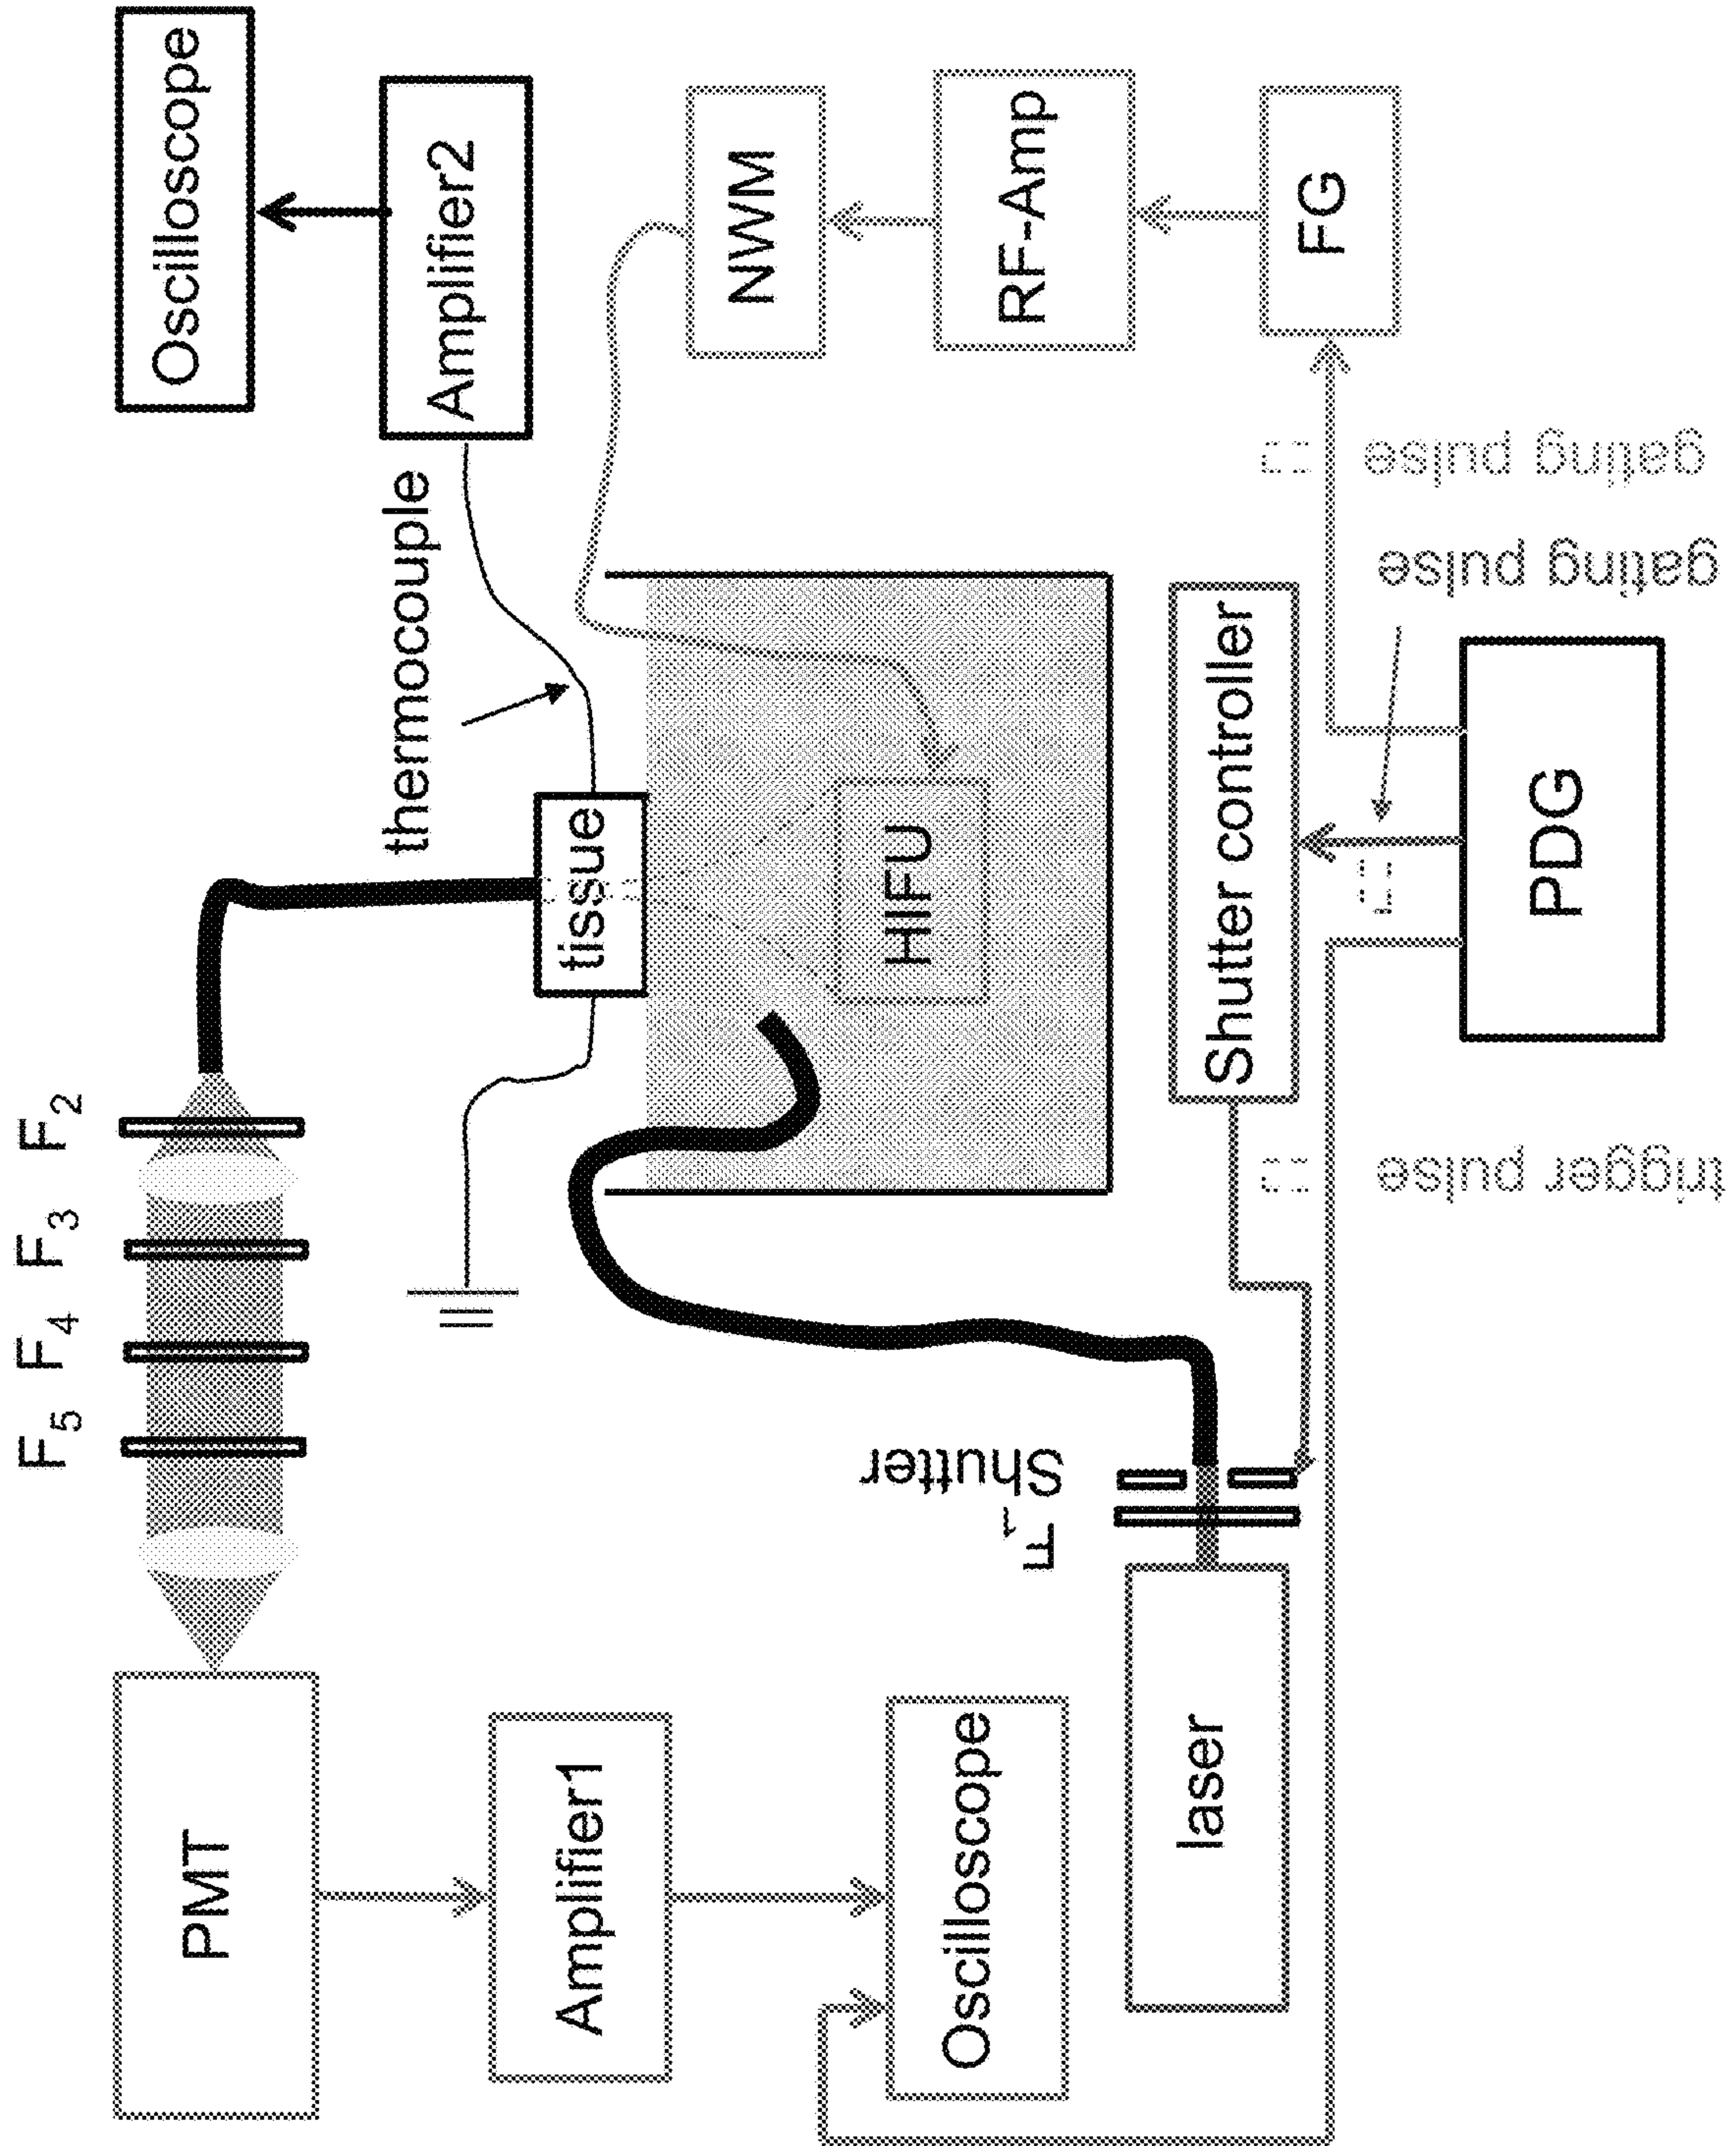 F5
F4
F3
F2
Oscilloscope
PMT
thermocouple
Amplifier2
Amplifier1
tissue
NWM
Oscilloscope
Shutter
F1
HIFU
RF-Amp
laser
Shutter controller
FG
trigger pulse
gating pulse
gating pulse
PDG